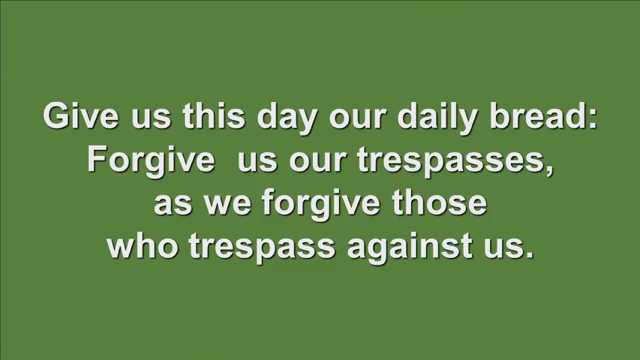 Give us this day our daily bread:
Forgive  us our trespasses,
as we forgive those
who trespass against us.